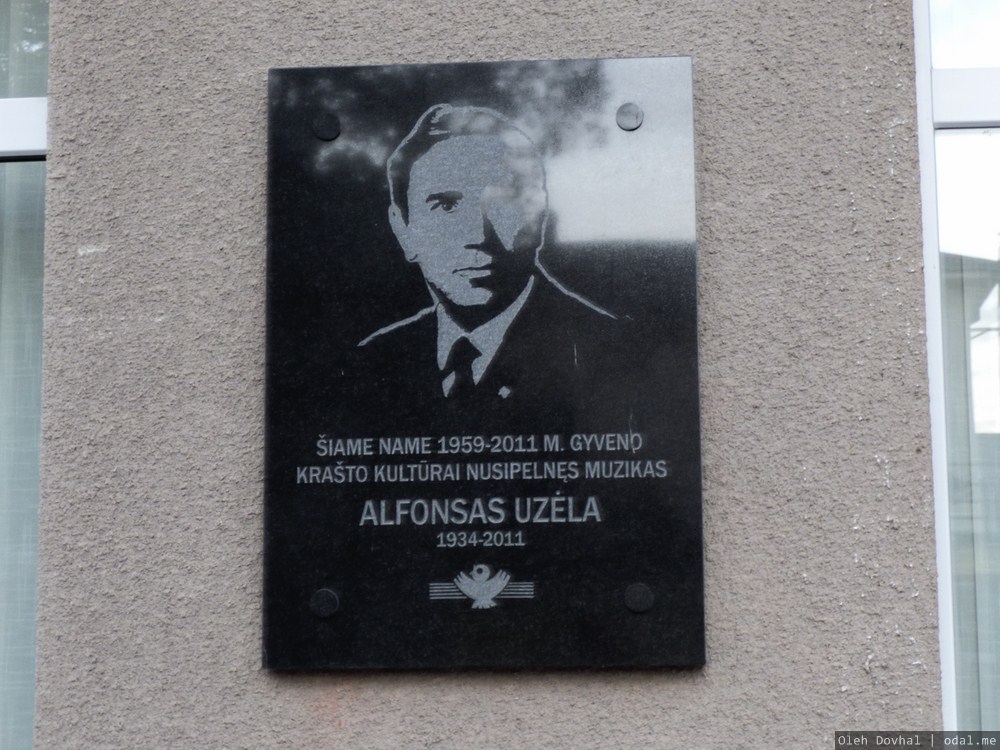 ŠIAME NAME 1959-2011 M. GYVENO
KRAŠTO KULTŪRAI NUSIPELNĘS MUZIKAS
ALFONSAS UZĖLA
1934-2011
Oleh Dovhal | odal.me